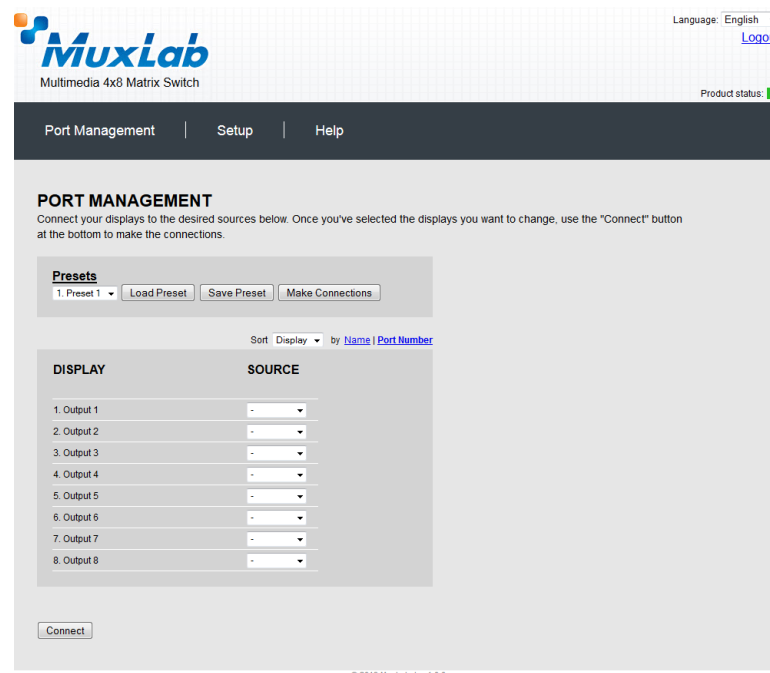 Language: English
MuxLab
Multimedia 4x8 Matrix Switch
Product status:
Port Management | Setup | Help
PORT MANAGEMENT
Connect your displays to the desired sources below. Once you've selected the displays you want to change, use the "Connect" button
at the bottom to make the connections.
Presets
1. Preset 1 Load Preset Save Preset Make Connections
Sort Display by Name | Port Number
DISPLAY SOURCE
1. Output 1 -
2. Output 2 -
3. Output 3 -
4. Output 4 -
5. Output 5 -
6. Output 6 -
7. Output 7 -
8. Output 8 -
Connect